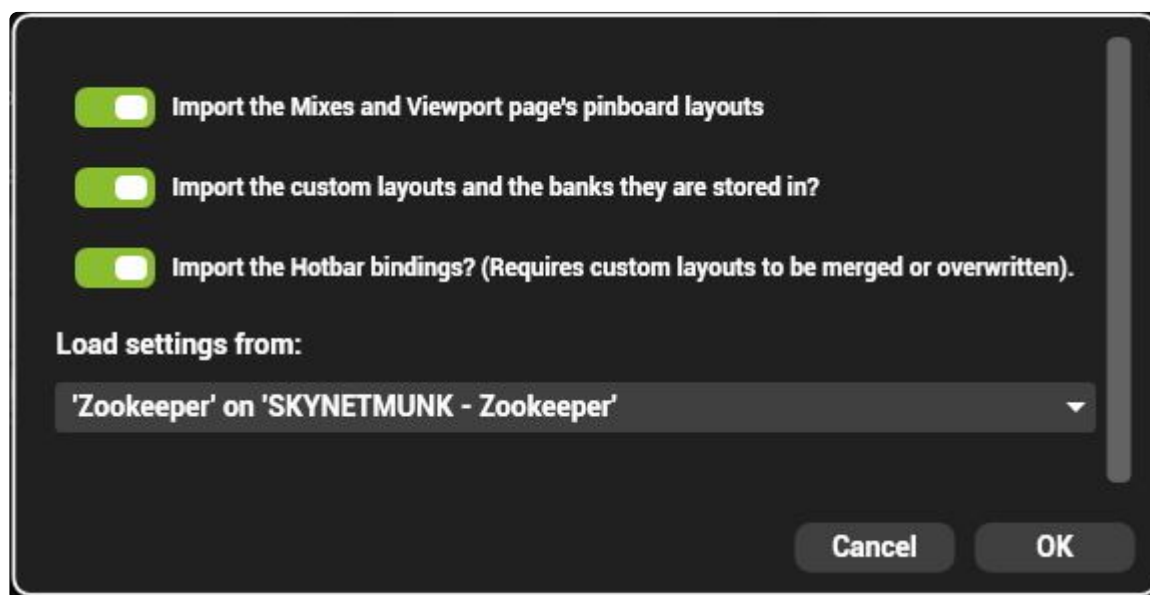 Import the Mixes and Viewport page's pinboard layouts
Import the custom layouts and the banks they are stored in?
Import the Hotbar bindings? (Requires custom layouts to be merged or overwritten).
Load settings from:
'Zookeeper' on 'SKYNETMUNK - Zookeeper'
Cancel OK